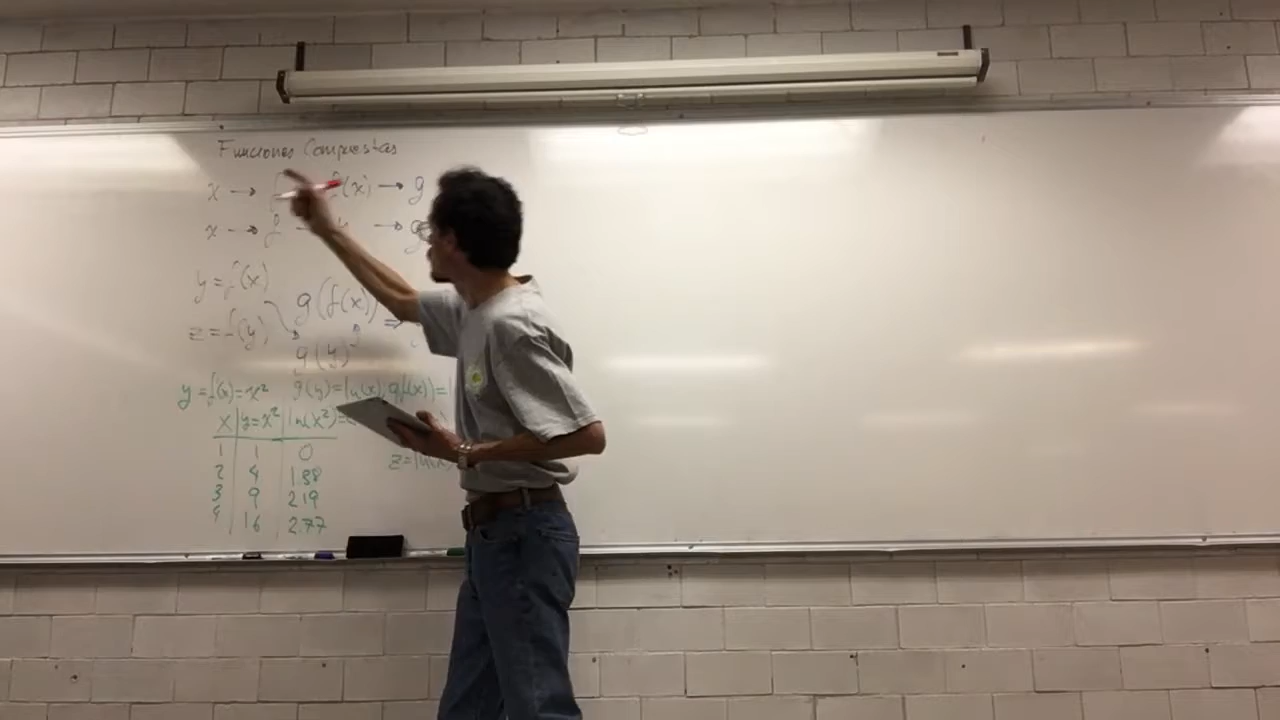 Funciones Compuestas
x → f(x) → g
x → f → g
y = f(x)
g(f(x)) ⇒
z = f(y)
g(y)
y = f(x) = x² g(y) = ln(x); g(f(x)) =
x y = x² ln(x²) =
z = ln(x)
1 1 0
2 4 1.38
3 9 2.19
4 16 2.77